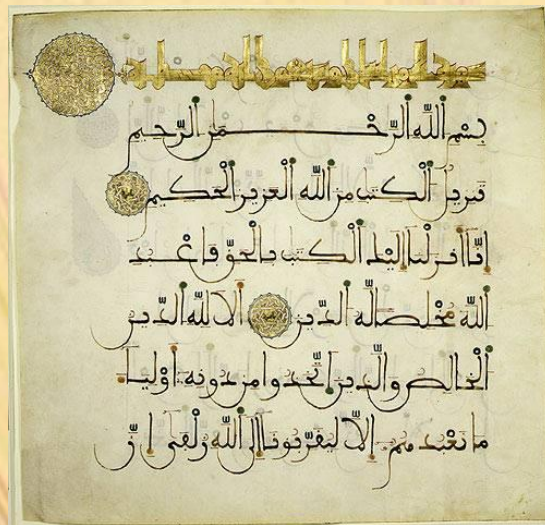 بسم الله الرحمن الرحيم
تنزيل الكتب من الله العزيز الحكيم
انا انزلنا اليك الكتب بالحق فاعبد
الله مخلصا له الدين الا لله الدين
الخالص والذين اتخذوا من دونه اوليا
ما نعبدهم الا ليقربونا الى الله زلفى ان